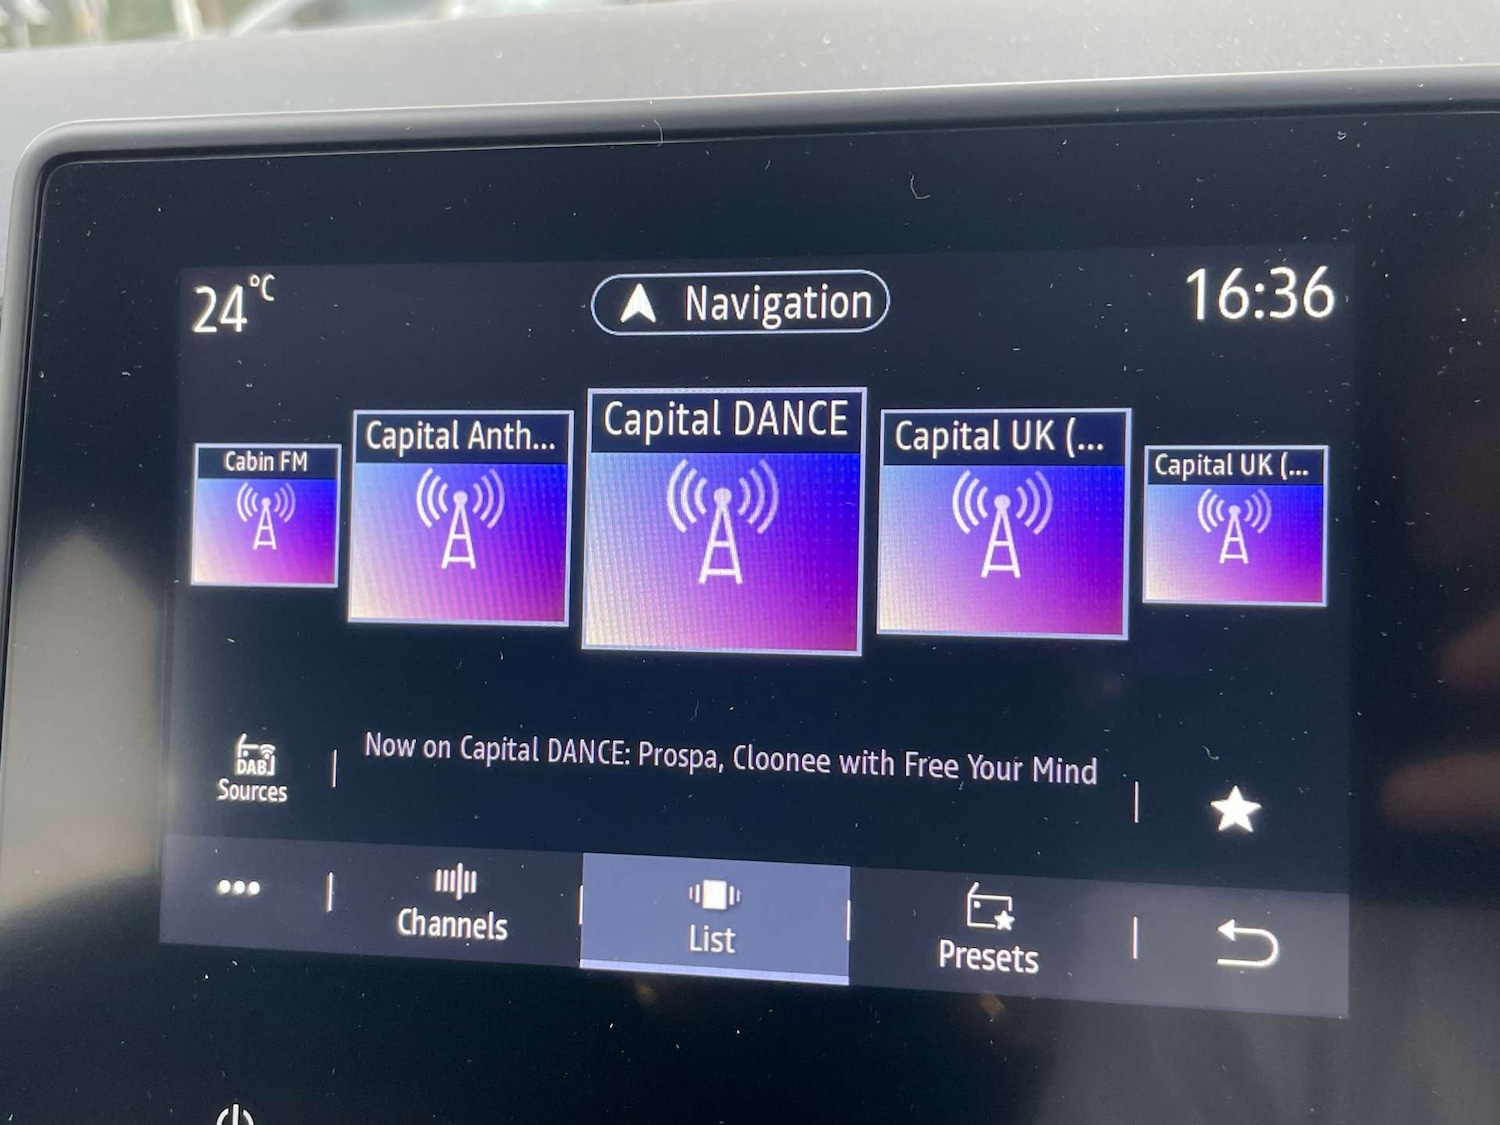 24°C
Navigation
16:36
Cabin FM
Capital Anth...
Capital DANCE
Capital UK (...
Capital UK (...
DAB
Sources
Now on Capital DANCE: Prospa, Cloonee with Free Your Mind
Channels
List
Presets